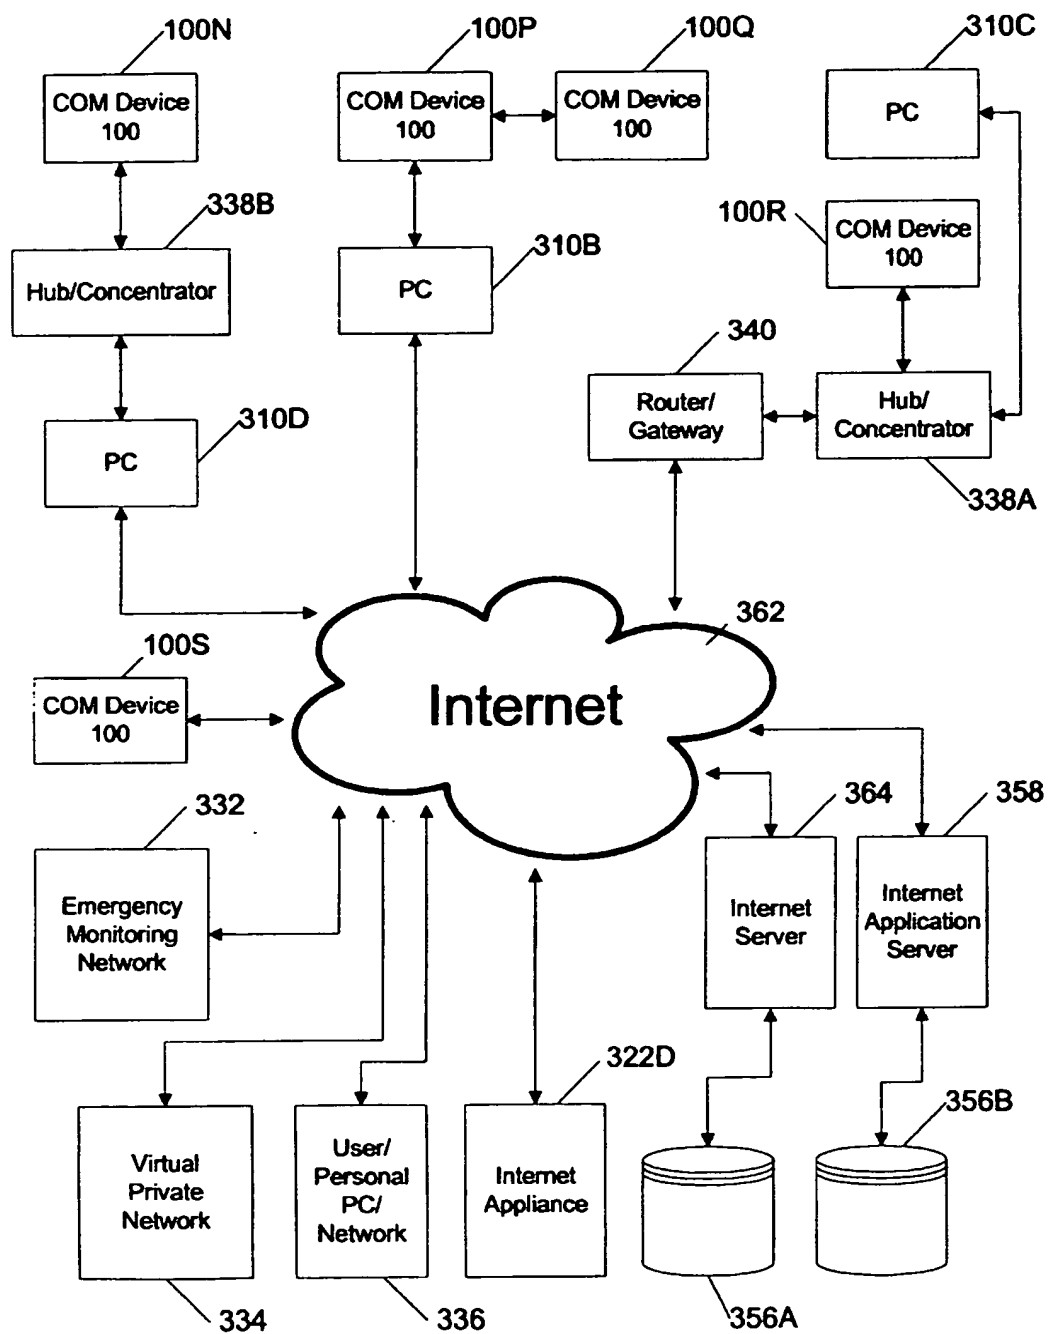 100N
100P
100Q
310C
COM Device
100
COM Device
100
COM Device
100
PC
338B
100R
COM Device
100
310B
Hub/Concentrator
PC
340
310D
Router/
Gateway
Hub/
Concentrator
PC
338A
362
100S
Internet
COM Device
100
332
364
358
Emergency
Monitoring
Network
Internet
Server
Internet
Application
Server
322D
356B
Virtual
Private
Network
User/
Personal
PC/
Network
Internet
Appliance
334
336
356A